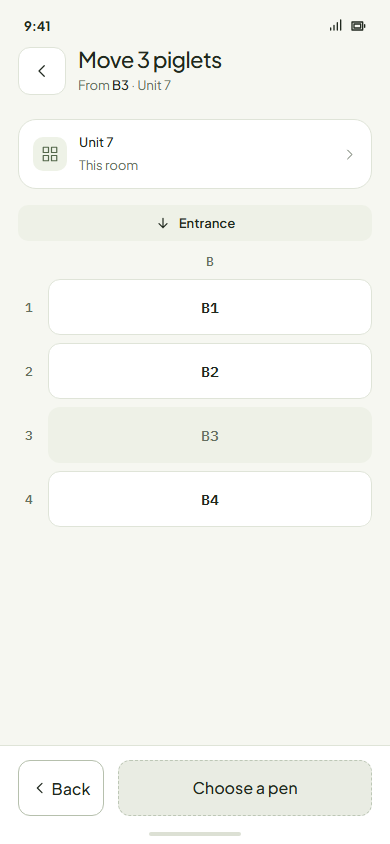 9:41
Move 3 piglets
From B3 · Unit 7
Unit 7
This room
Entrance
B
1 B1
2 B2
3 B3
4 B4
Back Choose a pen